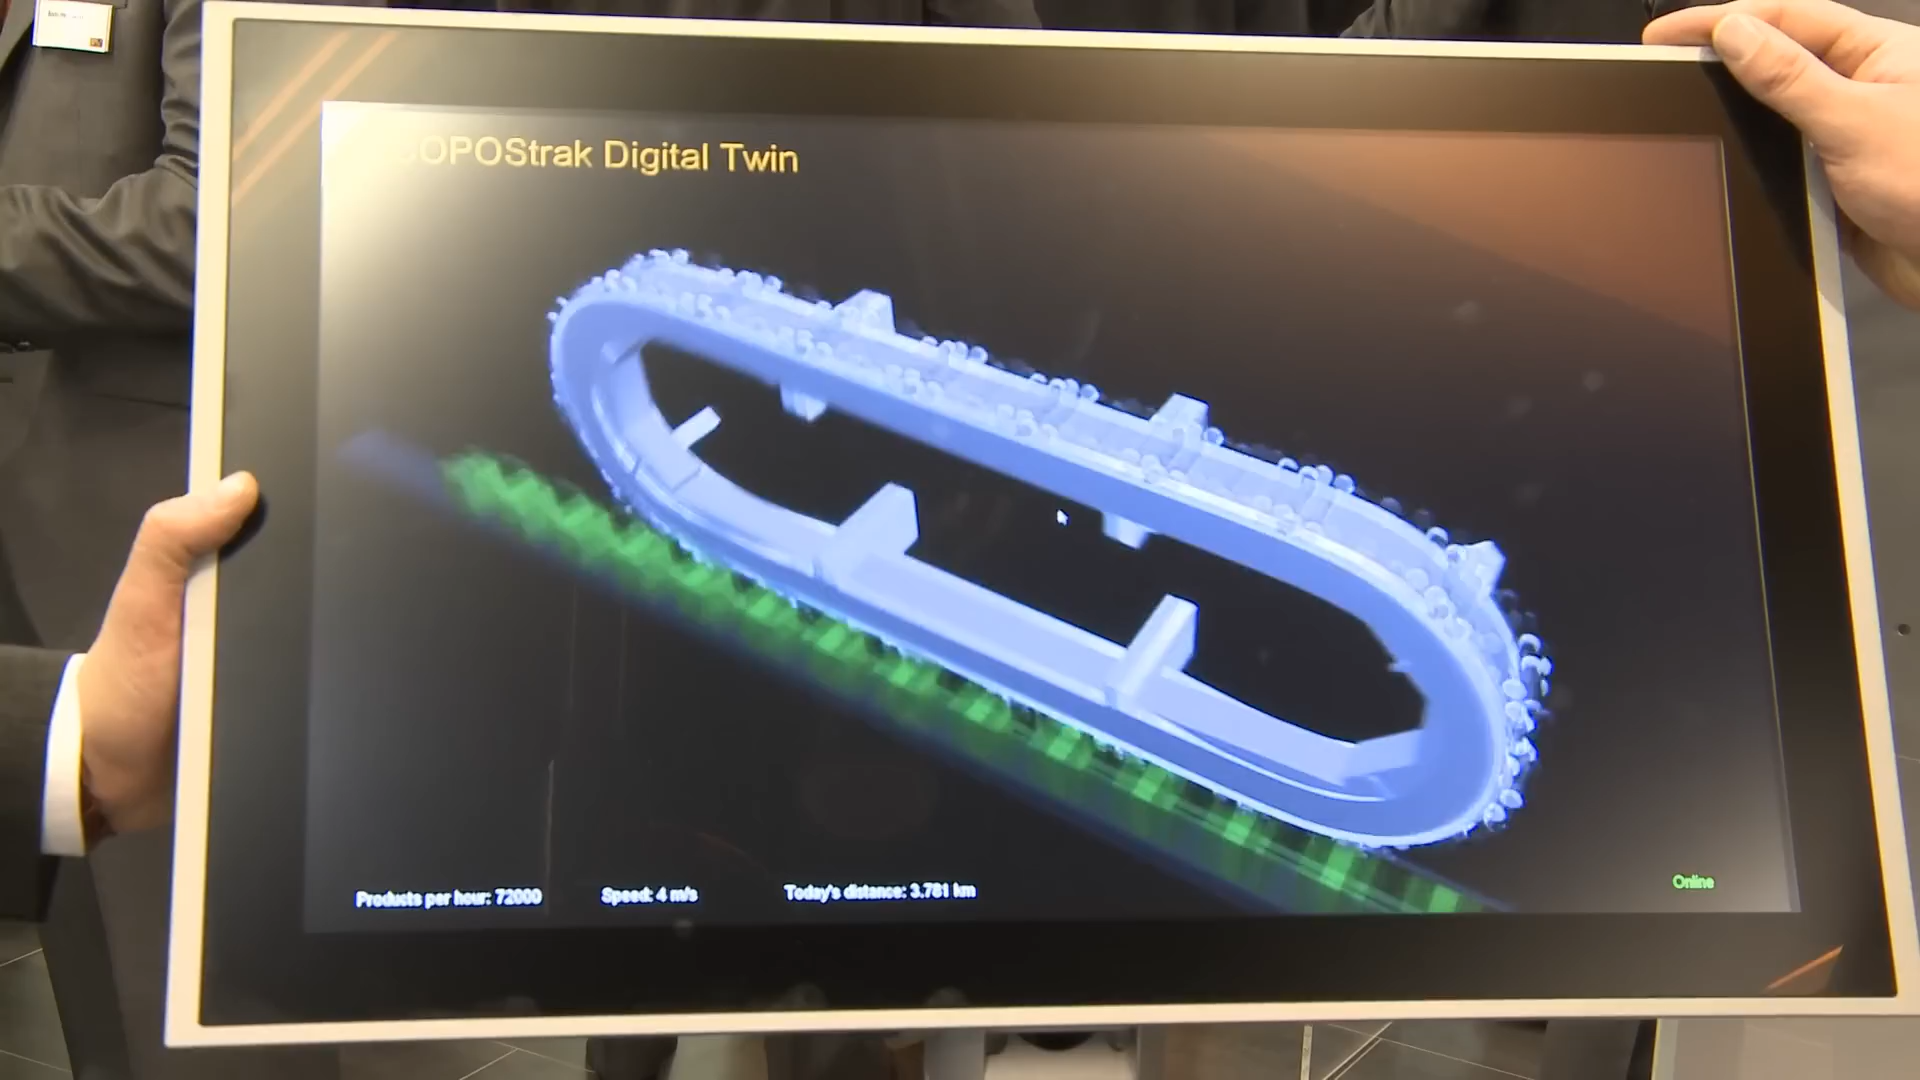 OPOStrak Digital Twin
Products per hour: 72000
Speed: 4 m/s
Today's distance: 3.781 km
Online